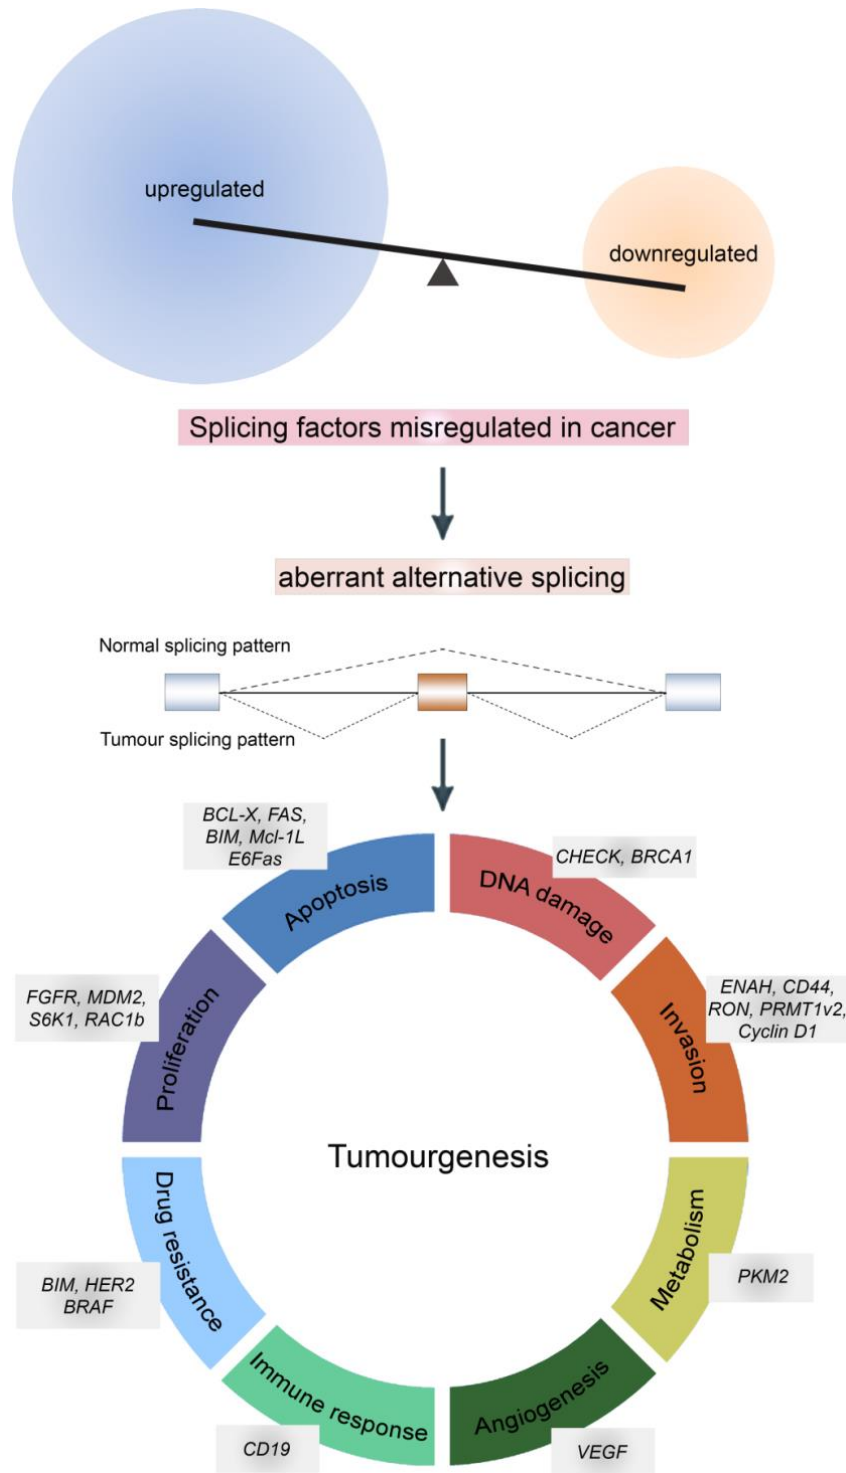 upregulated
downregulated
Splicing factors misregulated in cancer
aberrant alternative splicing
Normal splicing pattern
Tumour splicing pattern
BCL-X, FAS,
BIM, Mcl-1L
E6Fas
Apoptosis
CHECK, BRCA1
DNA damage
FGFR, MDM2,
S6K1, RAC1b
Proliferation
ENAH, CD44,
RON, PRMT1v2,
Cyclin D1
Invasion
Tumourgenesis
Drug resistance
BIM, HER2
BRAF
Metabolism
PKM2
Immune response
CD19
Angiogenesis
VEGF